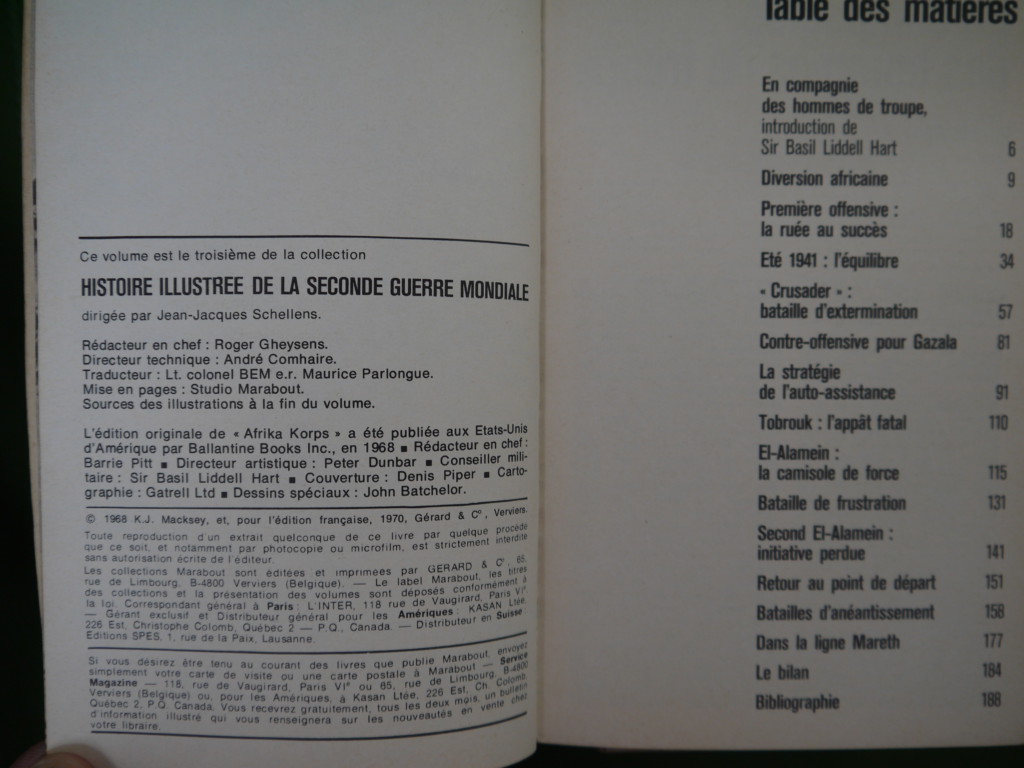 Ce volume est le troisième de la collection
HISTOIRE ILLUSTREE DE LA SECONDE GUERRE MONDIALE
dirigée par Jean-Jacques Schellens.
Rédacteur en chef : Roger Gheysens.
Directeur technique : André Comhaire.
Traducteur : Lt. colonel BEM e.r. Maurice Parlongue.
Mise en pages : Studio Marabout.
Sources des illustrations à la fin du volume.
L'édition originale de « Afrika Korps » a été publiée aux Etats-Unis
d'Amérique par Ballantine Books Inc., en 1968 ■ Rédacteur en chef :
Barrie Pitt ■ Directeur artistique : Peter Dunbar ■ Conseiller mili-
taire : Sir Basil Liddell Hart ■ Couverture : Denis Piper ■ Carto-
graphie : Gatrell Ltd ■ Dessins spéciaux : John Batchelor.
© 1968 K.J. Macksey, et, pour l'édition française, 1970, Gérard & C°, Verviers.
Toute reproduction d'un extrait quelconque de ce livre par quelque procédé
que ce soit, et notamment par photocopie ou microfilm, est strictement interdite
sans autorisation écrite de l'éditeur.
Les collections Marabout sont éditées et imprimées par GERARD & C°, 65,
rue de Limbourg, B-4800 Verviers (Belgique). — Le label Marabout, les titres
des collections et la présentation des volumes sont déposés conformément à
la loi. Correspondant général à Paris : L'INTER, 118 rue de Vaugirard, Paris VIe
— Gérant exclusif et Distributeur général pour les Amériques : KASAN Ltée,
226 Est, Christophe Colomb, Québec 2 — P.Q., Canada. — Distributeur en Suisse
Editions SPES, 1, rue de la Paix, Lausanne.
Si vous désirez être tenu au courant des livres que publie Marabout, envoyez
simplement votre carte de visite ou une carte postale à Marabout — Service
Magazine — 118, rue de Vaugirard, Paris VIe ou 65, rue de Limbourg, B-4800
Verviers (Belgique) ou, pour les Amériques, à Kasan Ltée, 226 Est, Ch. Colomb,
Québec 2, P.Q. Canada. Vous recevrez gratuitement, tous les deux mois, un bulletin
d'information illustré qui vous renseignera sur les nouveautés en vente chez
votre libraire.
Table des matières
En compagnie
des hommes de troupe,
introduction de
Sir Basil Liddell Hart 6
Diversion africaine 9
Première offensive :
la ruée au succès 18
Eté 1941 : l'équilibre 34
« Crusader » :
bataille d'extermination 57
Contre-offensive pour Gazala 81
La stratégie
de l'auto-assistance 91
Tobrouk : l'appât fatal 110
El-Alamein :
la camisole de force 115
Bataille de frustration 131
Second El-Alamein :
initiative perdue 141
Retour au point de départ 151
Batailles d'anéantissement 158
Dans la ligne Mareth 177
Le bilan 184
Bibliographie 188